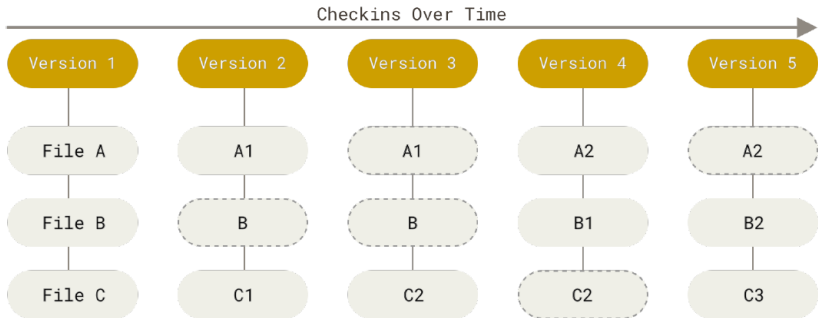 Checkins Over Time
Version 1 Version 2 Version 3 Version 4 Version 5
File A A1 A1 A2 A2
File B B B B1 B2
File C C1 C2 C2 C3